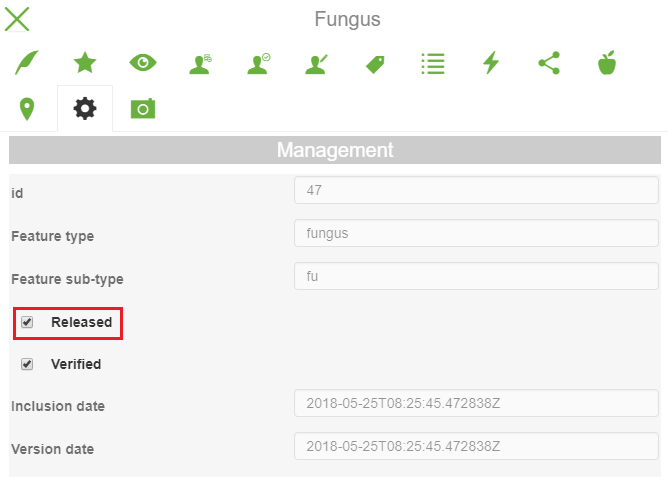 Fungus
Management
id 47
Feature type fungus
Feature sub-type fu
Released
Verified
Inclusion date 2018-05-25T08:25:45.472838Z
Version date 2018-05-25T08:25:45.472838Z